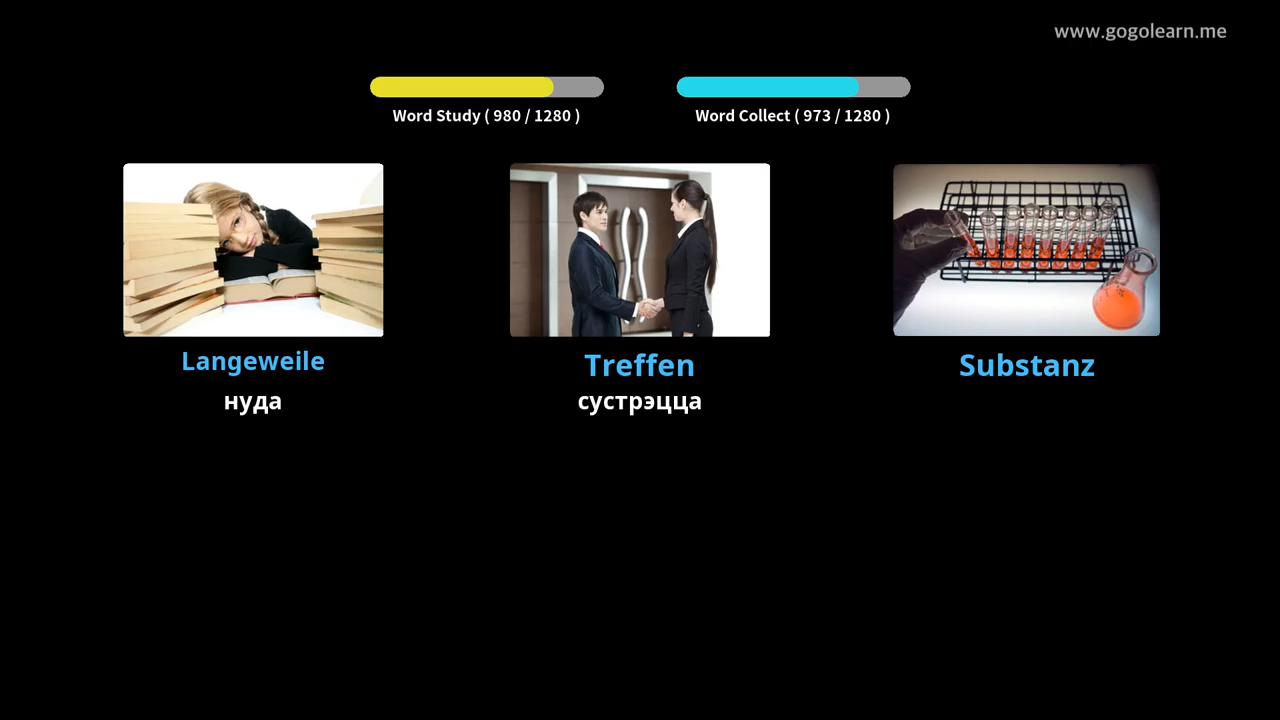 www.gogolearn.me
Word Study ( 980 / 1280 )
Word Collect ( 973 / 1280 )
Langeweile
Treffen
Substanz
нуда
сустрэцца